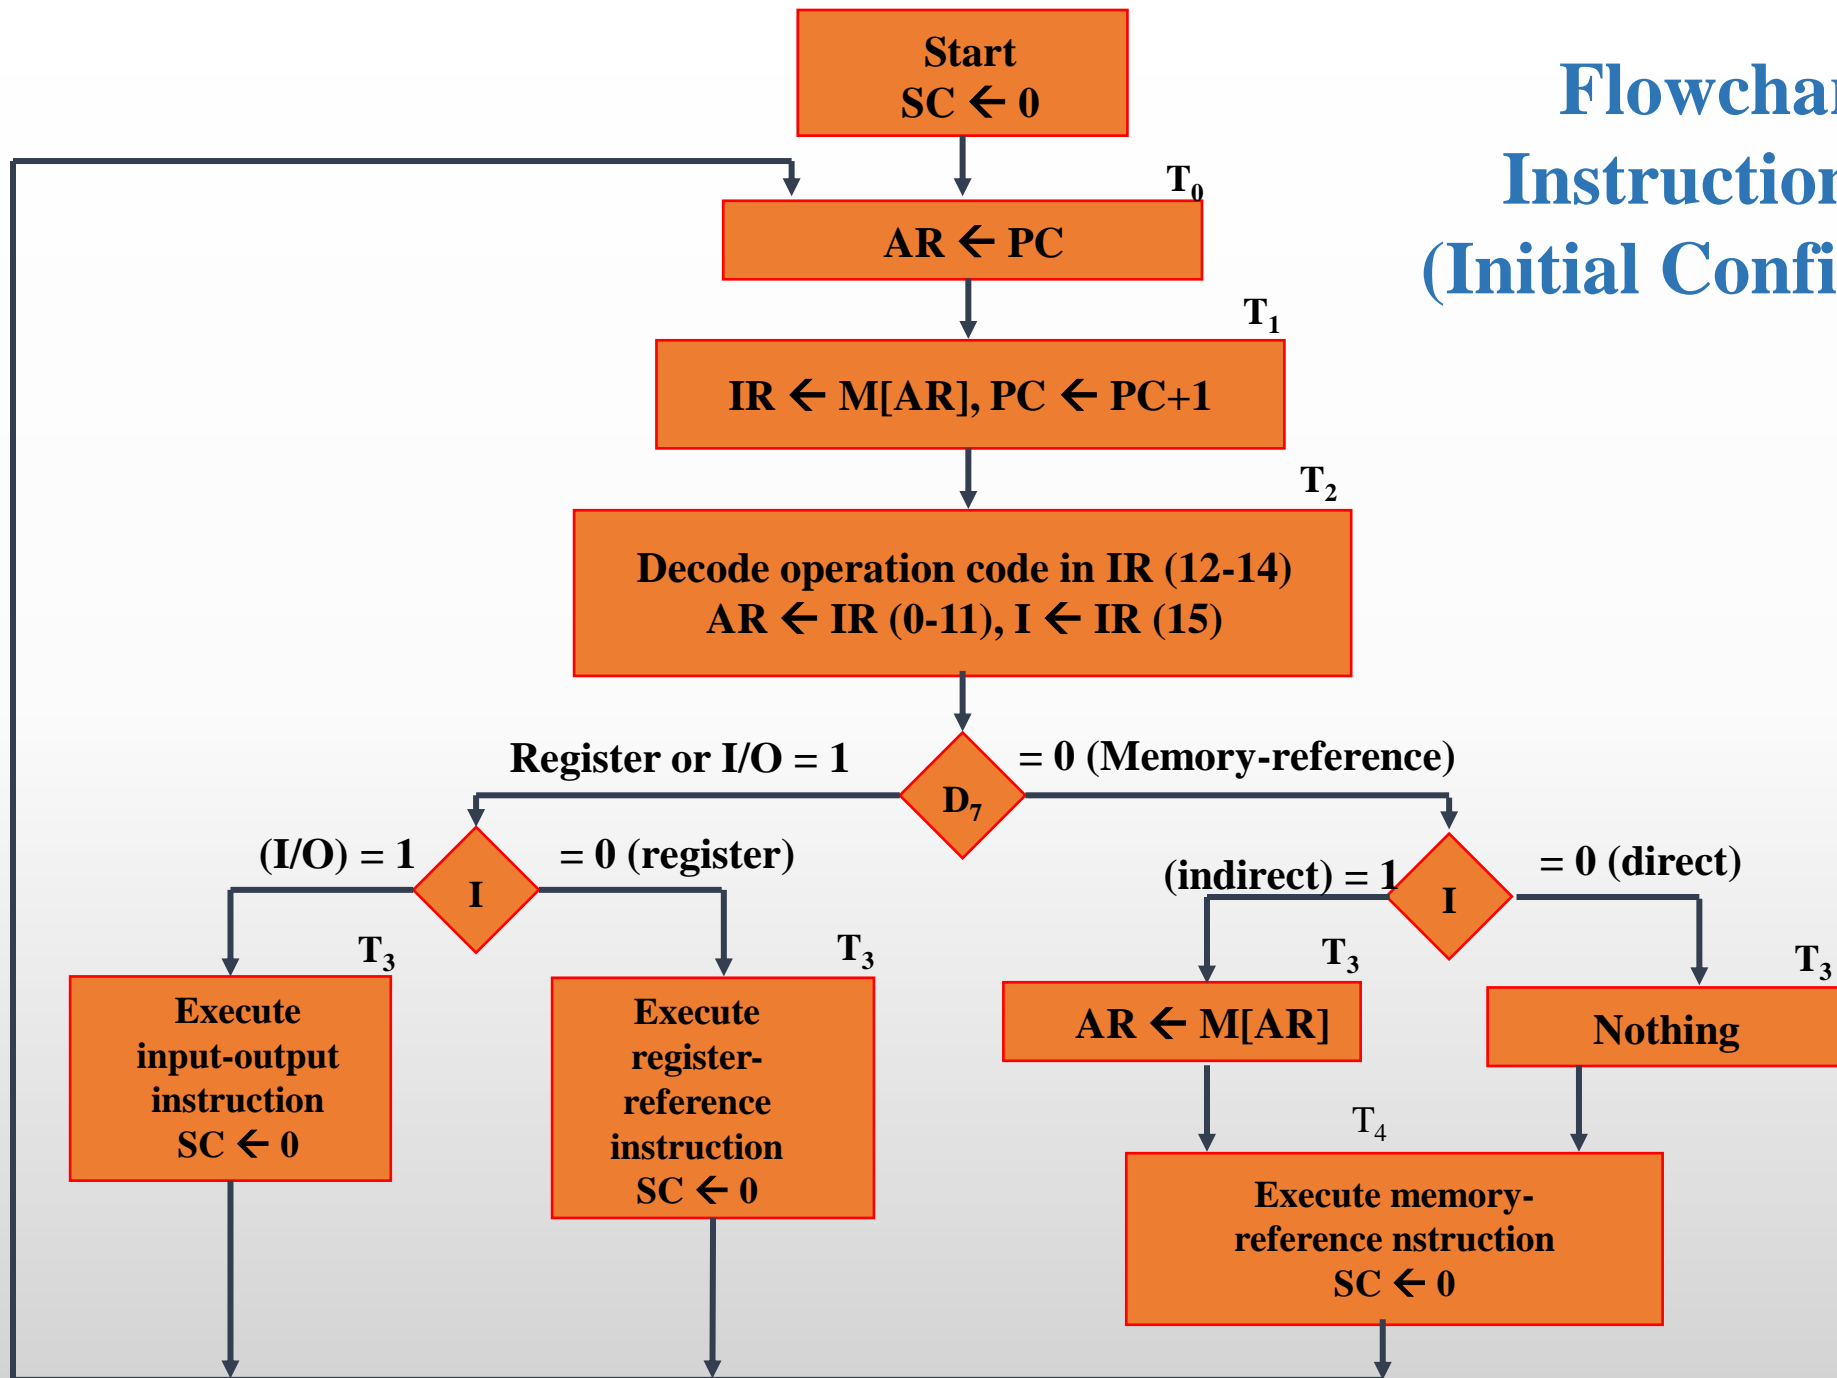 Start
SC ← 0
Flowchar
Instruction
(Initial Confi
T₀
AR ← PC
T₁
IR ← M[AR], PC ← PC+1
T₂
Decode operation code in IR (12-14)
AR ← IR (0-11), I ← IR (15)
Register or I/O = 1
= 0 (Memory-reference)
D₇
(I/O) = 1
= 0 (register)
I
(indirect) = 1
= 0 (direct)
I
T₃
Execute
input-output
instruction
SC ← 0
T₃
Execute
register-
reference
instruction
SC ← 0
T₃
AR ← M[AR]
T₃
Nothing
T₄
Execute memory-
reference nstruction
SC ← 0